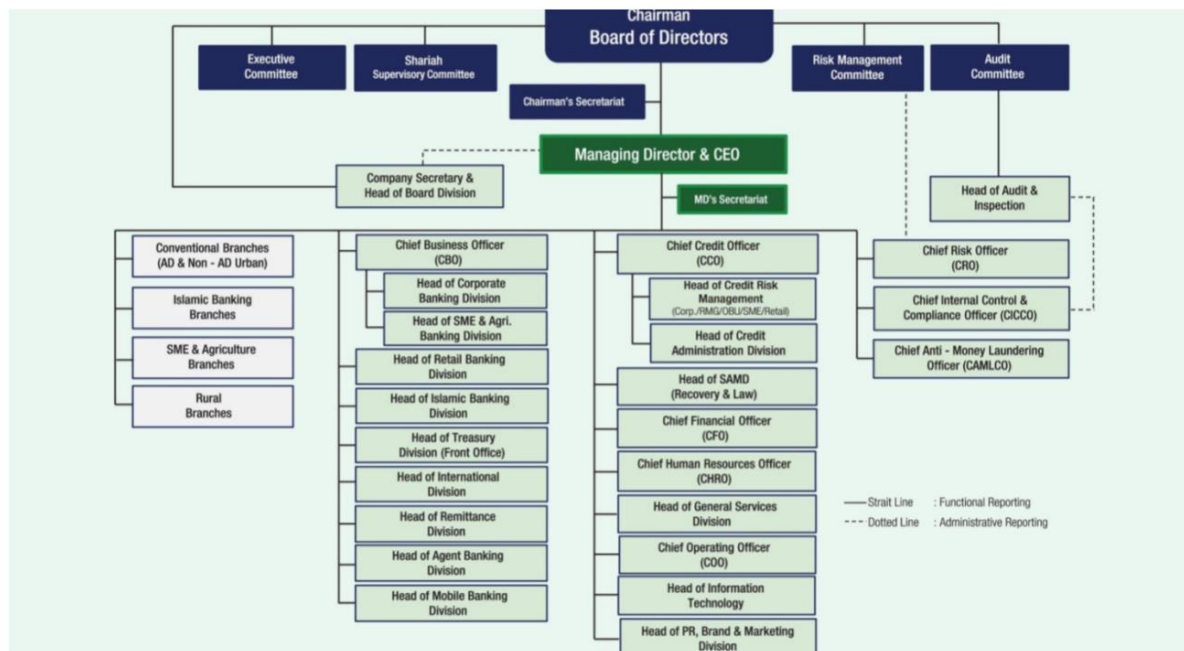 Chairman
Board of Directors
Executive
Committee
Shariah
Supervisory Committee
Risk Management
Committee
Audit
Committee
Chairman's Secretariat
Managing Director & CEO
Company Secretary &
Head of Board Division
MD's Secretariat
Head of Audit &
Inspection
Conventional Branches
(AD & Non - AD Urban)
Islamic Banking
Branches
SME & Agriculture
Branches
Rural
Branches
Chief Business Officer
(CBO)
Head of Corporate
Banking Division
Head of SME & Agri.
Banking Division
Head of Retail Banking
Division
Head of Islamic Banking
Division
Head of Treasury
Division (Front Office)
Head of International
Division
Head of Remittance
Division
Head of Agent Banking
Division
Head of Mobile Banking
Division
Chief Credit Officer
(CCO)
Head of Credit Risk
Management
(Corp./RMG/OBU/SME/Retail)
Head of Credit
Administration Division
Head of SAMD
(Recovery & Law)
Chief Financial Officer
(CFO)
Chief Human Resources Officer
(CHRO)
Head of General Services
Division
Chief Operating Officer
(COO)
Head of Information
Technology
Head of PR, Brand & Marketing
Division
Chief Risk Officer
(CRO)
Chief Internal Control &
Compliance Officer (CICCO)
Chief Anti - Money Laundering
Officer (CAMLCO)
Strait Line : Functional Reporting
Dotted Line : Administrative Reporting